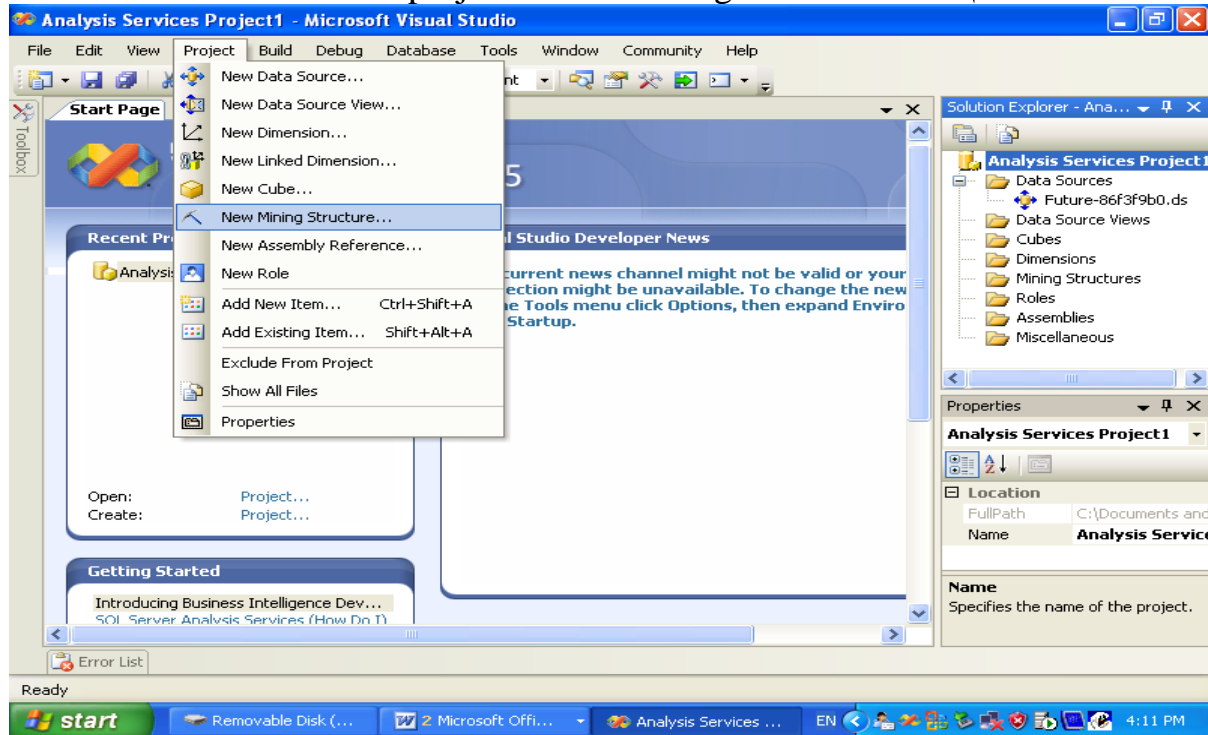 Analysis Services Project1 - Microsoft Visual Studio
File Edit View Project Build Debug Database Tools Window Community Help
New Data Source...
New Data Source View...
New Dimension...
New Linked Dimension...
New Cube...
New Mining Structure...
New Assembly Reference...
New Role
Add New Item... Ctrl+Shift+A
Add Existing Item... Shift+Alt+A
Exclude From Project
Show All Files
Properties
Toolbox
Start Page
5
Recent Pr
Analysi
Open: Project...
Create: Project...
Getting Started
Introducing Business Intelligence Dev...
SQL Server Analysis Services (How Do I)
l Studio Developer News
current news channel might not be valid or your
ection might be unavailable. To change the new
e Tools menu click Options, then expand Enviro
Startup.
Solution Explorer - Ana...
Analysis Services Project1
Data Sources
Future-86f3f9b0.ds
Data Source Views
Cubes
Dimensions
Mining Structures
Roles
Assemblies
Miscellaneous
Properties
Analysis Services Project1
Location
FullPath C:\Documents and
Name Analysis Service
Name
Specifies the name of the project.
Error List
Ready
start Removable Disk (... 2 Microsoft Offi... Analysis Services ... EN 4:11 PM